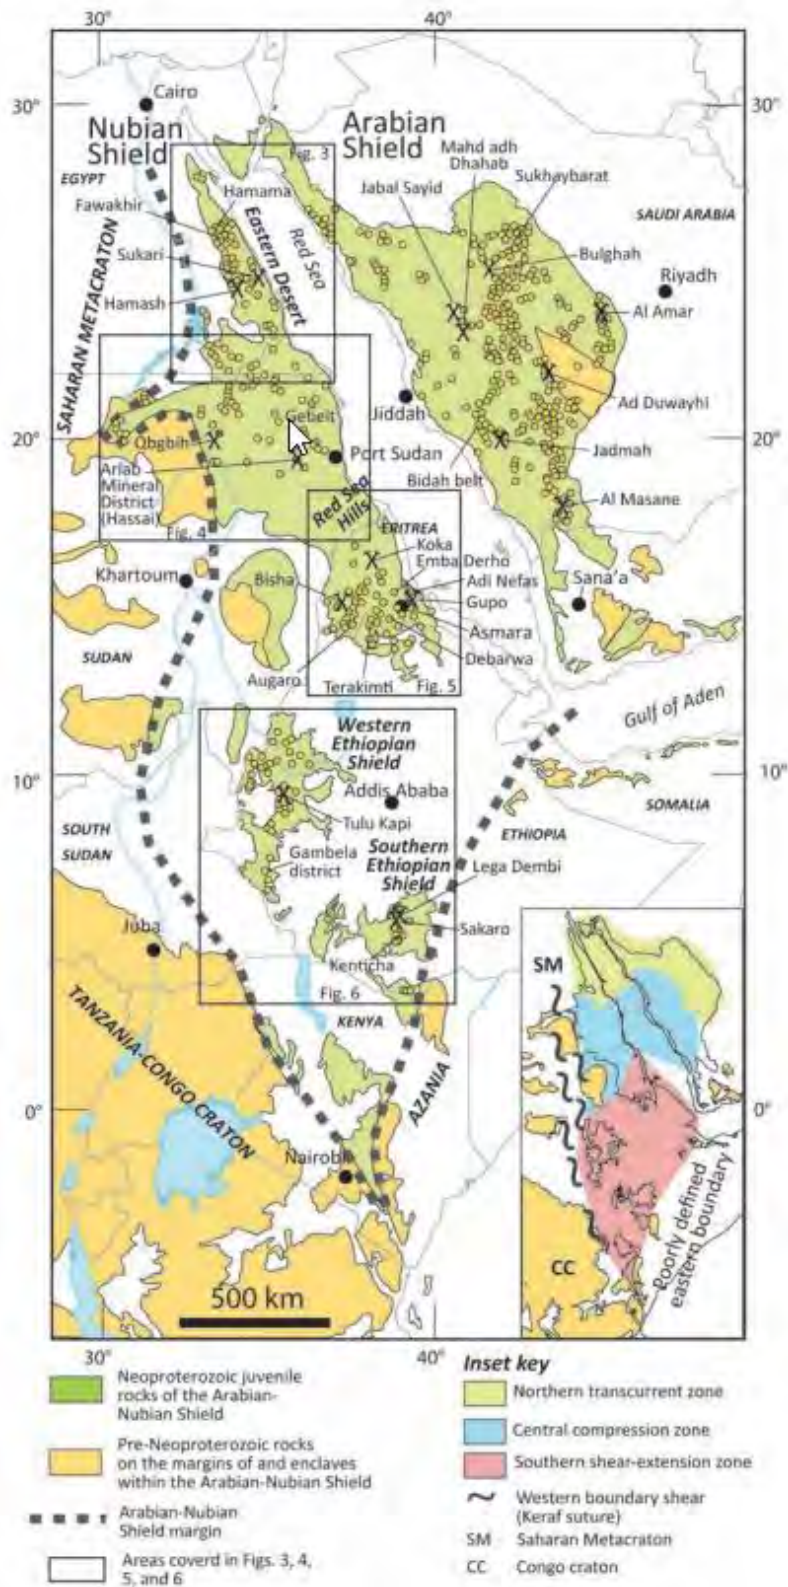 30°
40°
30°
30°
Cairo
Nubian
Shield
Arabian
Shield
Fig. 3
Mahd adh
Dhahab
Jabal Sayid
Sukhaybarat
EGYPT
Hamama
Fawakhir
SAUDI ARABIA
Eastern Desert
Red Sea
Sukari
Bulghah
Riyadh
Hamash
Al Amar
SAHARAN METACRATON
Ad Duwayhi
Jiddah
Gebeit
20°
20°
Obgbih
Port Sudan
Jadmah
Ariab
Mineral
District
(Hassai)
Bidah belt
Red Sea
Hills
Al Masane
Fig. 4
ERITREA
Koka
Emba Derho
Khartoum
Bisha
Adi Nefas
Sana'a
Gupo
Asmara
SUDAN
Debarwa
Augaro
Terakimti
Fig. 5
Gulf of Aden
Western
Ethiopian
Shield
10°
10°
Addis Ababa
SOMALIA
Tulu Kapi
SOUTH
SUDAN
ETHIOPIA
Gambela
district
Southern
Ethiopian
Shield
Lega Dembi
Juba
Sakaro
Kenticha
SM
Fig. 6
KENYA
TANZANIA-CONGO CRATON
AZANIA
0°
0°
Nairobi
Poorly defined
eastern boundary
CC
500 km
30°
40°
Neoproterozoic juvenile
rocks of the Arabian-
Nubian Shield
Pre-Neoproterozoic rocks
on the margins of and enclaves
within the Arabian-Nubian Shield
Arabian-Nubian
Shield margin
Areas coverd in Figs. 3, 4,
5, and 6
Inset key
Northern transcurrent zone
Central compression zone
Southern shear-extension zone
Western boundary shear
(Keraf suture)
SM Saharan Metacraton
CC Congo craton